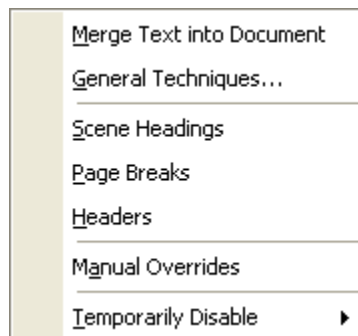 Merge Text into Document
General Techniques...
Scene Headings
Page Breaks
Headers
Manual Overrides
Temporarily Disable